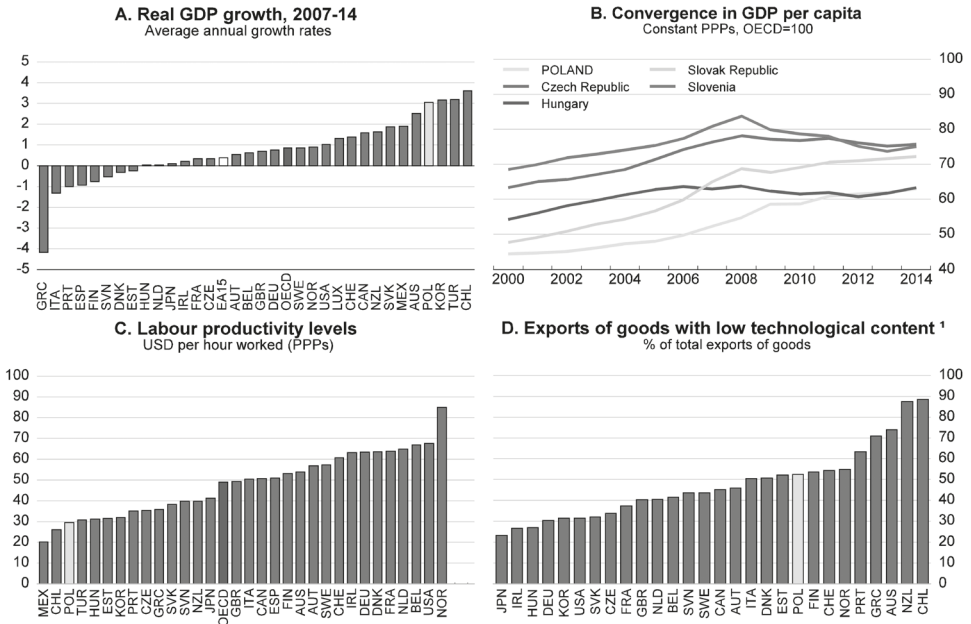 A. Real GDP growth, 2007-14
Average annual growth rates
5
4
3
2
1
0
-1
-2
-3
-4
-5
GRC ITA PRT ESP FIN SVN DNK EST HUN NLD JPN IRL FRA CZE EA15 AUT BEL GBR DEU OECD SWE NOR USA LUX CHE CAN NZL SVK MEX AUS POL KOR TUR CHL
B. Convergence in GDP per capita
Constant PPPs, OECD=100
POLAND
Czech Republic
Hungary
Slovak Republic
Slovenia
100
90
80
70
60
50
40
2000 2002 2004 2006 2008 2010 2012 2014
C. Labour productivity levels
USD per hour worked (PPPs)
100
90
80
70
60
50
40
30
20
10
0
MEX CHL POL TUR HUN EST KOR PRT CZE GRC SVK SVN NZL JPN OECD GBR ITA CAN ESP FIN AUS AUT SWE CHE IRL DEU DNK FRA NLD BEL USA NOR
D. Exports of goods with low technological content ¹
% of total exports of goods
100
90
80
70
60
50
40
30
20
10
0
JPN IRL HUN DEU KOR USA SVK CZE FRA GBR NLD BEL SVN SWE CAN AUT ITA DNK EST POL FIN CHE NOR PRT GRC AUS NZL CHL